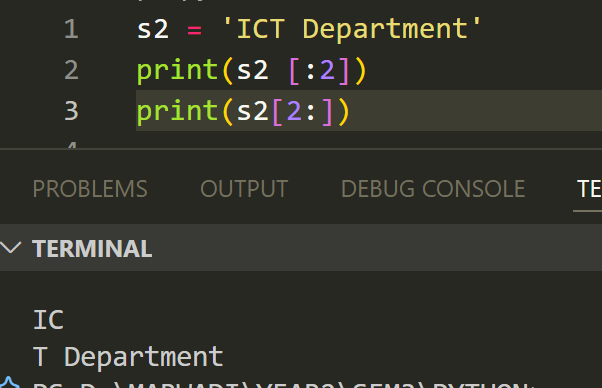 1 s2 = 'ICT Department'
2 print(s2 [:2])
3 print(s2[2:])
PROBLEMS OUTPUT DEBUG CONSOLE TE
TERMINAL
IC
T Department